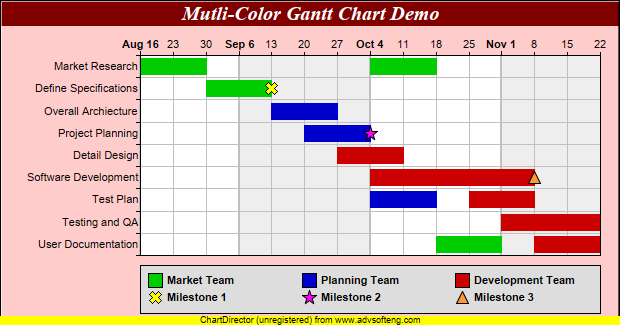 Mutli-Color Gantt Chart Demo
Aug 16 23 30 Sep 6 13 20 27 Oct 4 11 18 25 Nov 1 8 15 22
Market Research
Define Specifications
Overall Archiecture
Project Planning
Detail Design
Software Development
Test Plan
Testing and QA
User Documentation
Market Team Planning Team Development Team
Milestone 1 Milestone 2 Milestone 3
ChartDirector (unregistered) from www.advsofteng.com